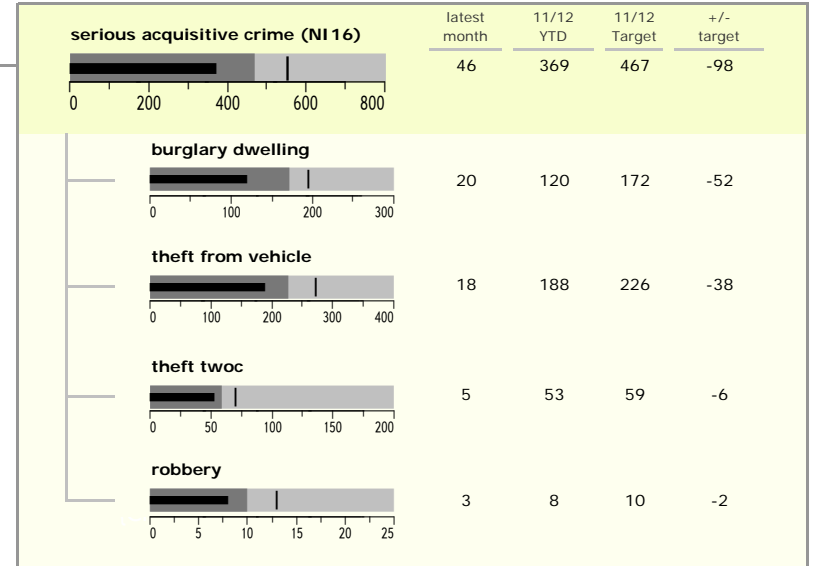 latest 11/12 11/12 +/-
serious acquisitive crime (NI16) month YTD Target target
46 369 467 -98
0 200 400 600 800
burglary dwelling
20 120 172 -52
0 100 200 300
theft from vehicle
18 188 226 -38
0 100 200 300 400
theft twoc
5 53 59 -6
0 50 100 150 200
robbery
3 8 10 -2
0 5 10 15 20 25